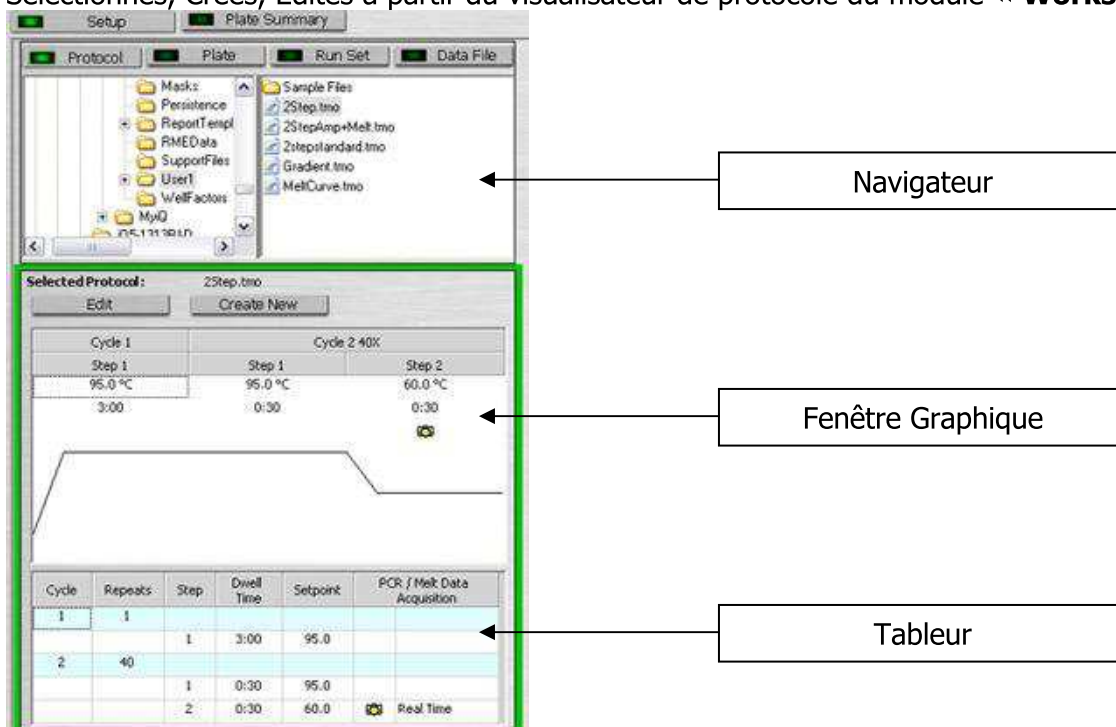 Sélectionnés, Créés, Edités à partir du visualisateur de protocole du module « Works
Setup Plate Summary
Protocol Plate Run Set Data File
Masks
Persistence
ReportTempl
RMEData
SupportFiles
User1
WellFactors
MyiQ
Sample Files
2Step.tmo
2StepAmp+Melt.tmo
2stepstandard.tmo
Gradient.tmo
MeltCurve.tmo
Navigateur
Selected Protocol: 2Step.tmo
Edit Create New
Cycle 1 Cycle 2 40X
Step 1 Step 1 Step 2
95.0 °C 95.0 °C 60.0 °C
3:00 0:30 0:30
Fenêtre Graphique
Cycle Repeats Step Dwell Time Setpoint PCR / Melt Data Acquisition
1 1
1 3:00 95.0
2 40
1 0:30 95.0
2 0:30 60.0 Real Time
Tableur